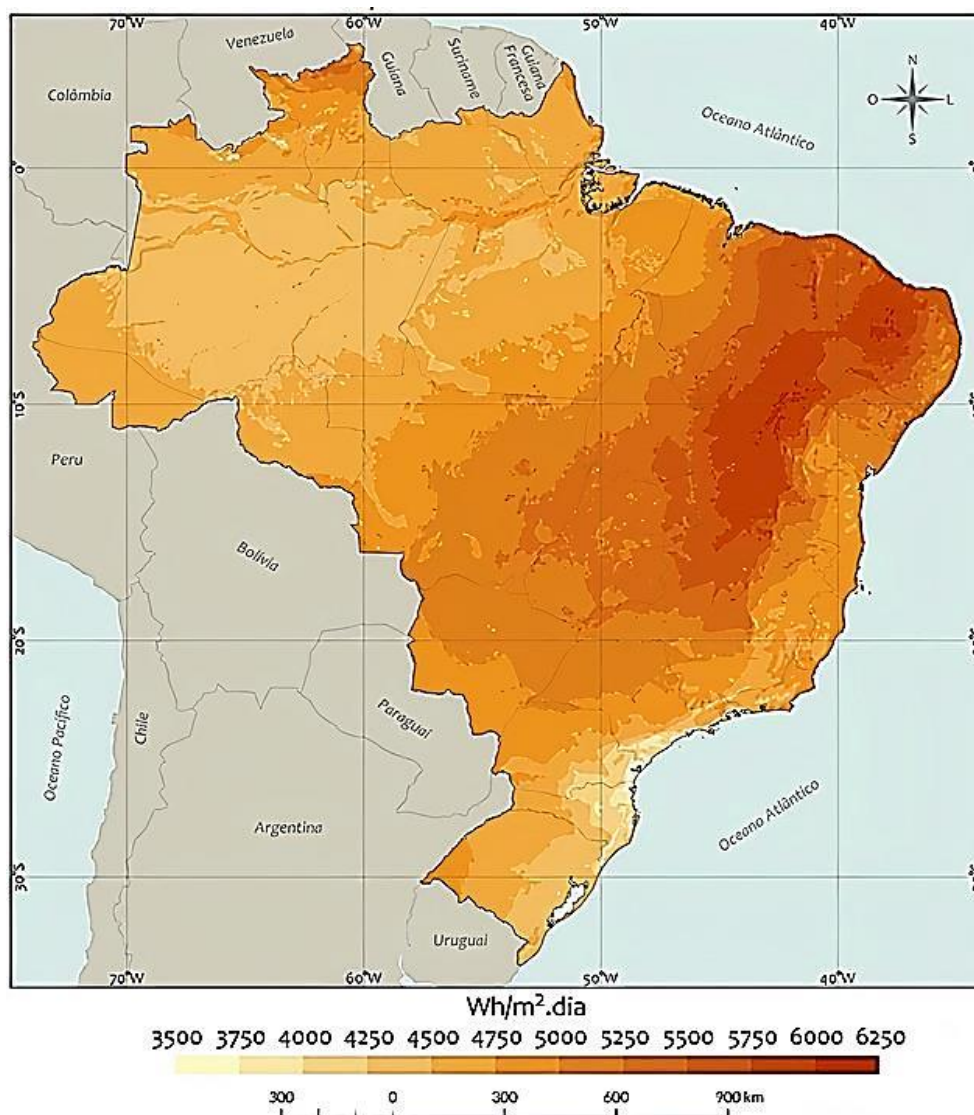 70°W 60°W 50°W 40°W
Venezuela
Guiana
Suriname
Guiana
Francesa
Colômbia
N
O L
S
Oceano Atlântico
0
10°S
Peru
Bolívia
20°S
Oceano Pacífico
Chile
Paraguai
Argentina
Oceano Atlântico
30°S
Uruguai
70°W 60°W 50°W 40°W
Wh/m².dia
3500 3750 4000 4250 4500 4750 5000 5250 5500 5750 6000 6250
300 0 300 600 900 km